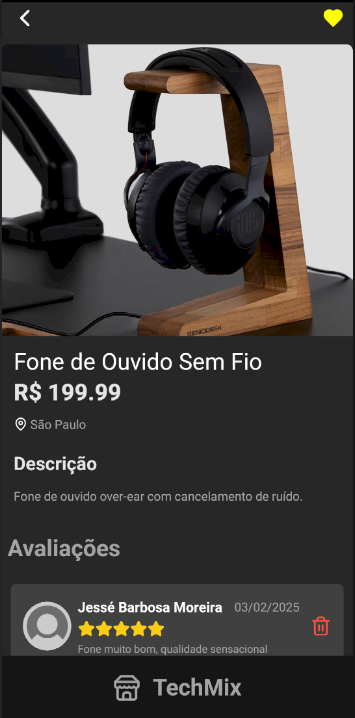 GENIODESK
Fone de Ouvido Sem Fio
R$ 199.99
São Paulo
Descrição
Fone de ouvido over-ear com cancelamento de ruído.
Avaliações
Jessé Barbosa Moreira 03/02/2025
Fone muito bom, qualidade sensacional
TechMix